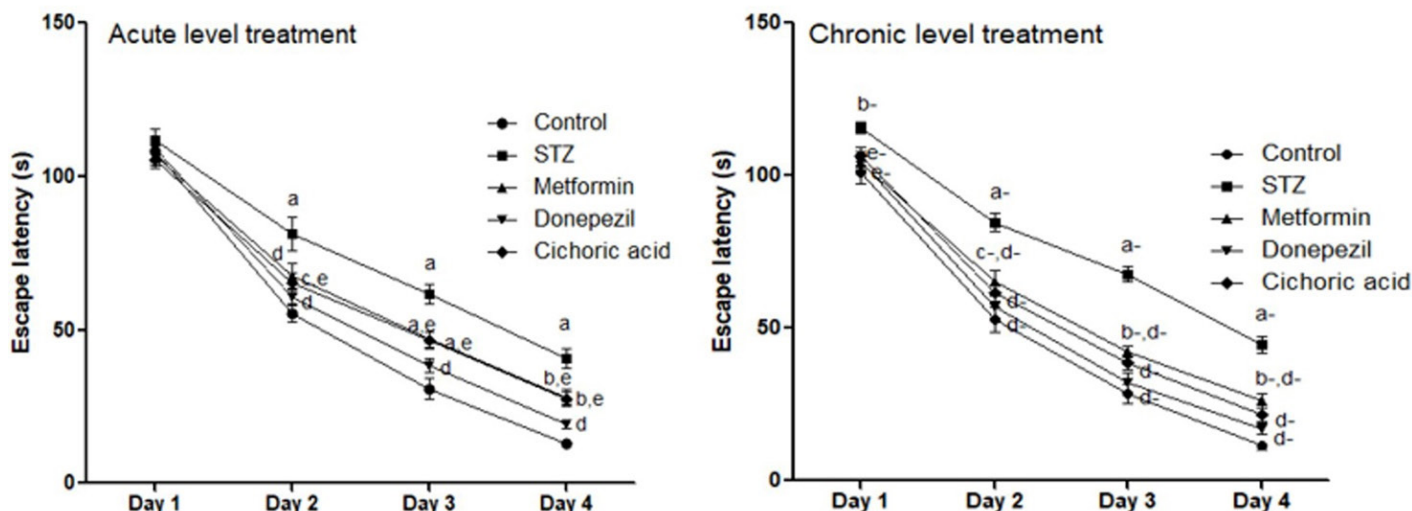 Acute level treatment
Escape latency (s)
150
100
50
0
Control
STZ
Metformin
Donepezil
Cichoric acid
a
d
c,e
d
a
a,e
a,e
d
a
b,e
b,e
d
Day 1
Day 2
Day 3
Day 4
Chronic level treatment
Escape latency (s)
150
100
50
0
Control
STZ
Metformin
Donepezil
Cichoric acid
b-
e-
e-
a-
c-,d-
d-
d-
a-
b-,d-
d-
d-
a-
b-,d-
d-
d-
Day 1
Day 2
Day 3
Day 4